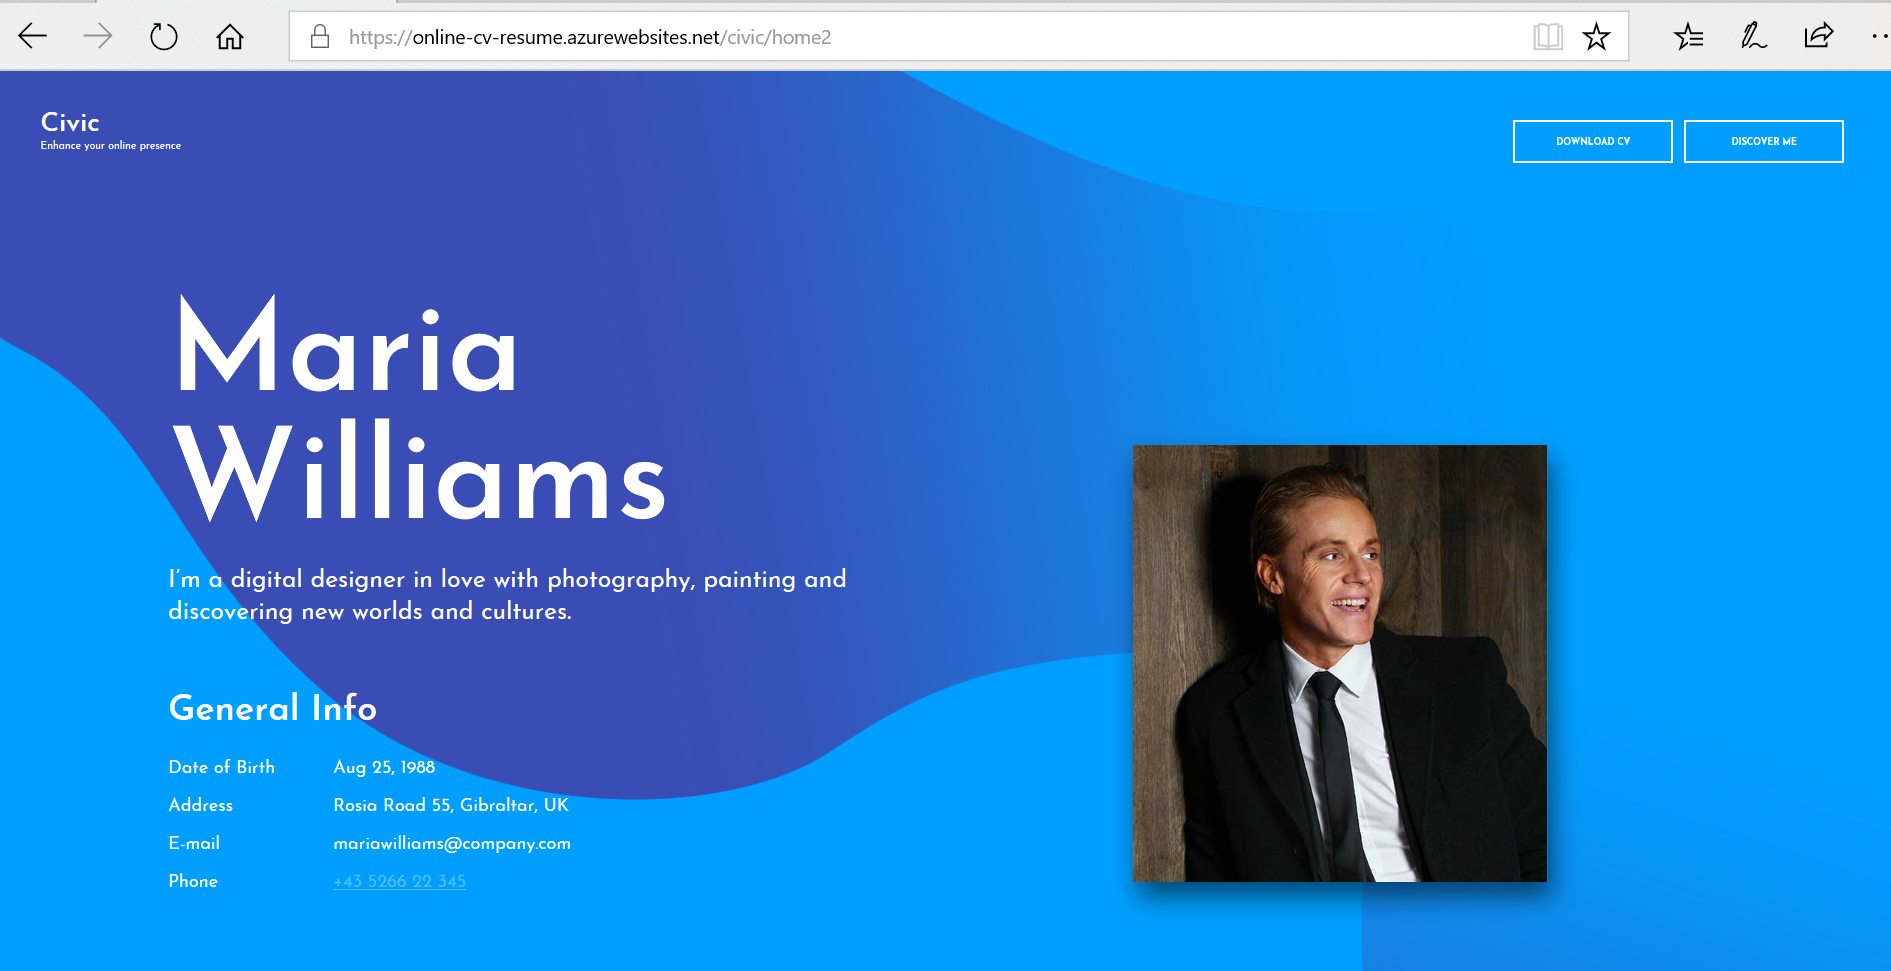 https://online-cv-resume.azurewebsites.net/civic/home2
Civic
Enhance your online presence
DOWNLOAD CV
DISCOVER ME
Maria
Williams
I'm a digital designer in love with photography, painting and
discovering new worlds and cultures.
General Info
Date of Birth Aug 25, 1988
Address Rosia Road 55, Gibraltar, UK
E-mail mariawilliams@company.com
Phone +43 5266 22 345